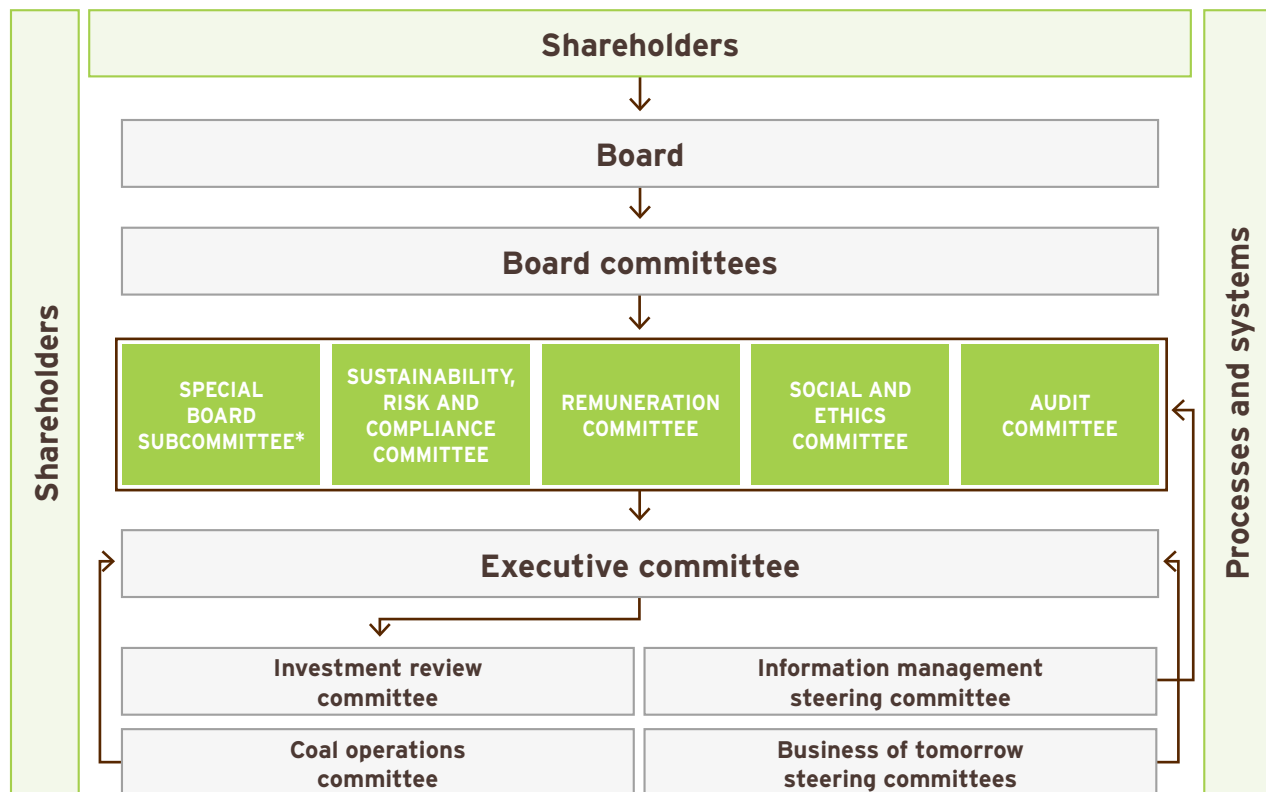 Shareholders
Shareholders
Board
Board committees
SPECIAL
BOARD
SUBCOMMITTEE*
SUSTAINABILITY,
RISK AND
COMPLIANCE
COMMITTEE
REMUNERATION
COMMITTEE
SOCIAL AND
ETHICS
COMMITTEE
AUDIT
COMMITTEE
Executive committee
Investment review
committee
Information management
steering committee
Coal operations
committee
Business of tomorrow
steering committees
Processes and systems